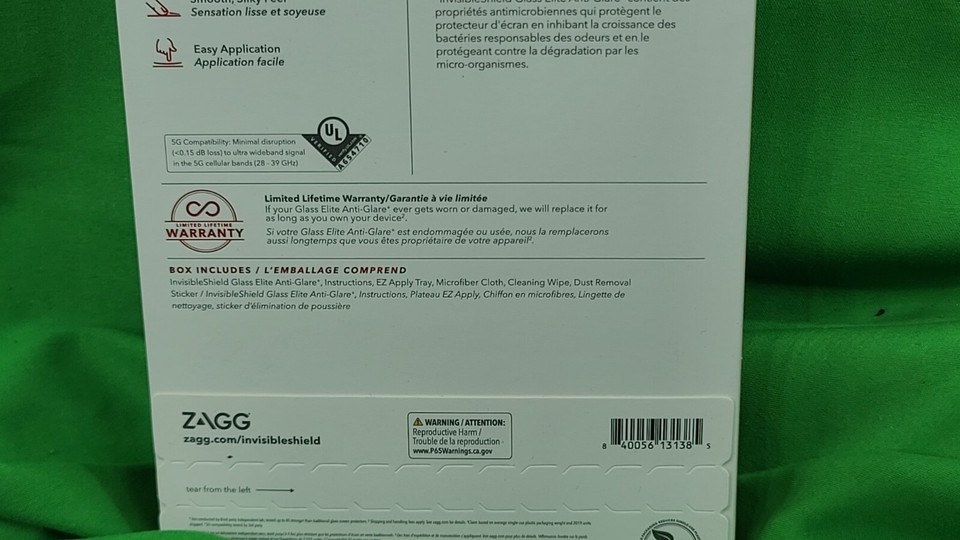 Smooth, Silky Feel
Sensation lisse et soyeuse
Easy Application
Application facile
propriétés antimicrobiennes qui protègent le
protecteur d'écran en inhibant la croissance des
bactéries responsables des odeurs et en le
protégeant contre la dégradation par les
micro-organismes.
5G Compatibility: Minimal disruption
(<0.15 dB loss) to ultra wideband signal
in the 5G cellular bands (28 - 39 GHz)
UL
VERIFIED
A654710
LIMITED LIFETIME
WARRANTY
Limited Lifetime Warranty/Garantie à vie limitée
If your Glass Elite Anti-Glare+ ever gets worn or damaged, we will replace it for
as long as you own your device².
Si votre Glass Elite Anti-Glare+ est endommagée ou usée, nous la remplacerons
aussi longtemps que vous êtes propriétaire de votre appareil².
BOX INCLUDES / L'EMBALLAGE COMPREND
InvisibleShield Glass Elite Anti-Glare+, Instructions, EZ Apply Tray, Microfiber Cloth, Cleaning Wipe, Dust Removal
Sticker / InvisibleShield Glass Elite Anti-Glare+, Instructions, Plateau EZ Apply, Chiffon en microfibres, Lingette de
nettoyage, sticker d'élimination de poussière
ZAGG
zagg.com/invisibleshield
WARNING / ATTENTION:
Reproductive Harm /
Trouble de la reproduction -
www.P65Warnings.ca.gov
8 40056 13138 5
tear from the left